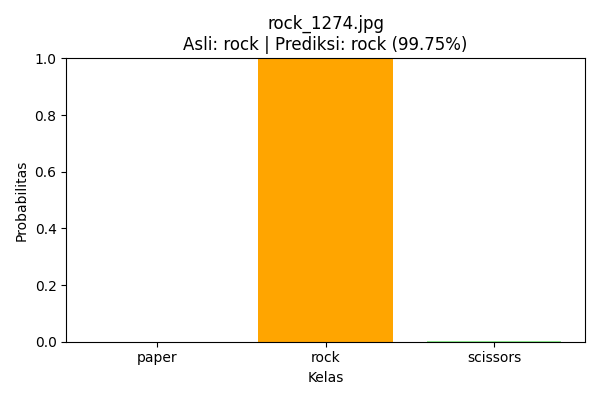 rock_1274.jpg
Asli: rock | Prediksi: rock (99.75%)
1.0
0.8
0.6
0.4
0.2
0.0
Probabilitas
paper rock scissors
Kelas